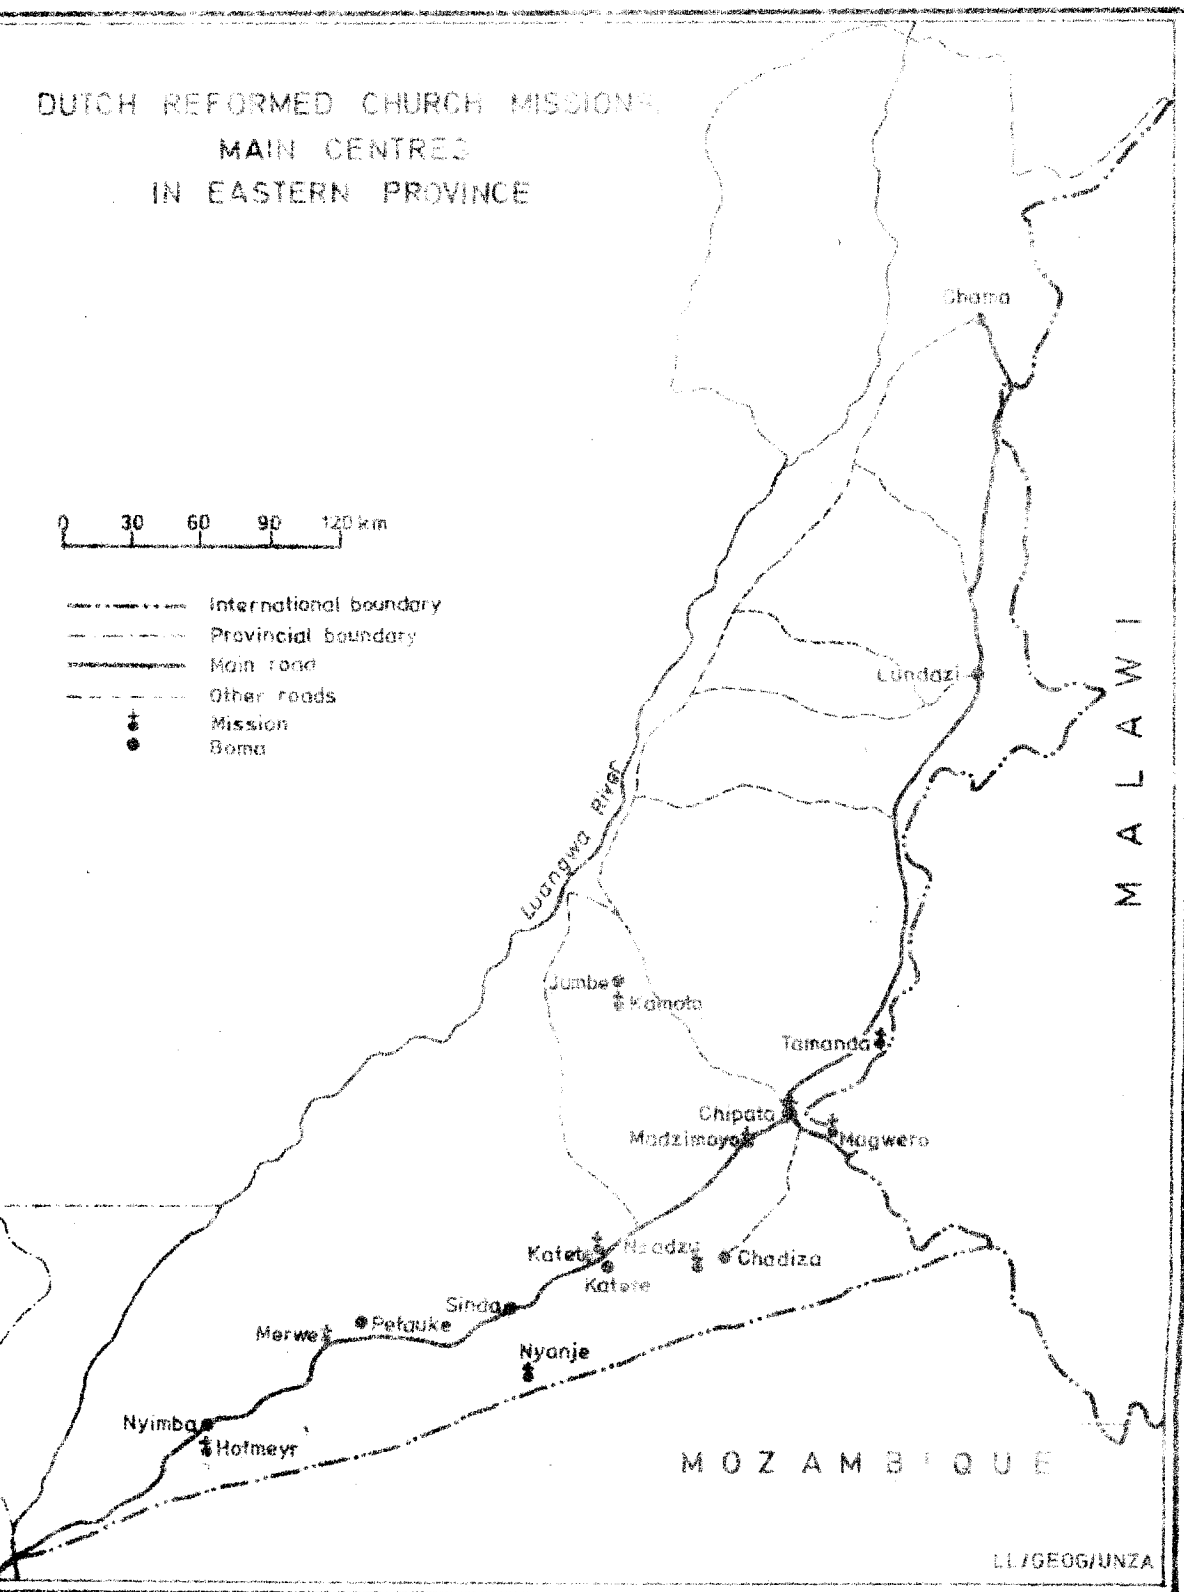 DUTCH REFORMED CHURCH MISSIONS
MAIN CENTRES
IN EASTERN PROVINCE
Chama
0 30 60 90 120 km
International boundary
Provincial boundary
Main road
Other roads
Mission
Boma
Lundazi
MALAWI
Luangwa River
Jumbe
Kamoto
Tamanda
Chipata
Madzimoyo
Magwero
Katete
Nzadzu
Chadiza
Katete
Sinda
Petauke
Merwe
Nyanje
Nyimba
Hofmeyr
MOZAMBIQUE
LL/GEOG/UNZA